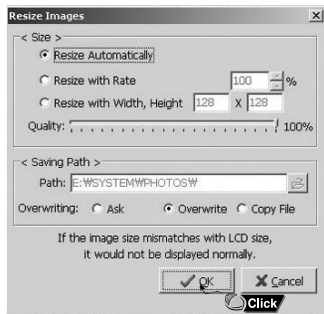 Resize Images
< Size >
Resize Automatically
Resize with Rate 100 %
Resize with Width, Height 128 X 128
Quality: 100%
< Saving Path >
Path: E:₩SYSTEM₩PHOTOS₩
Overwriting: Ask Overwrite Copy File
If the image size mismatches with LCD size,
it would not be displayed normally.
OK Cancel
Click